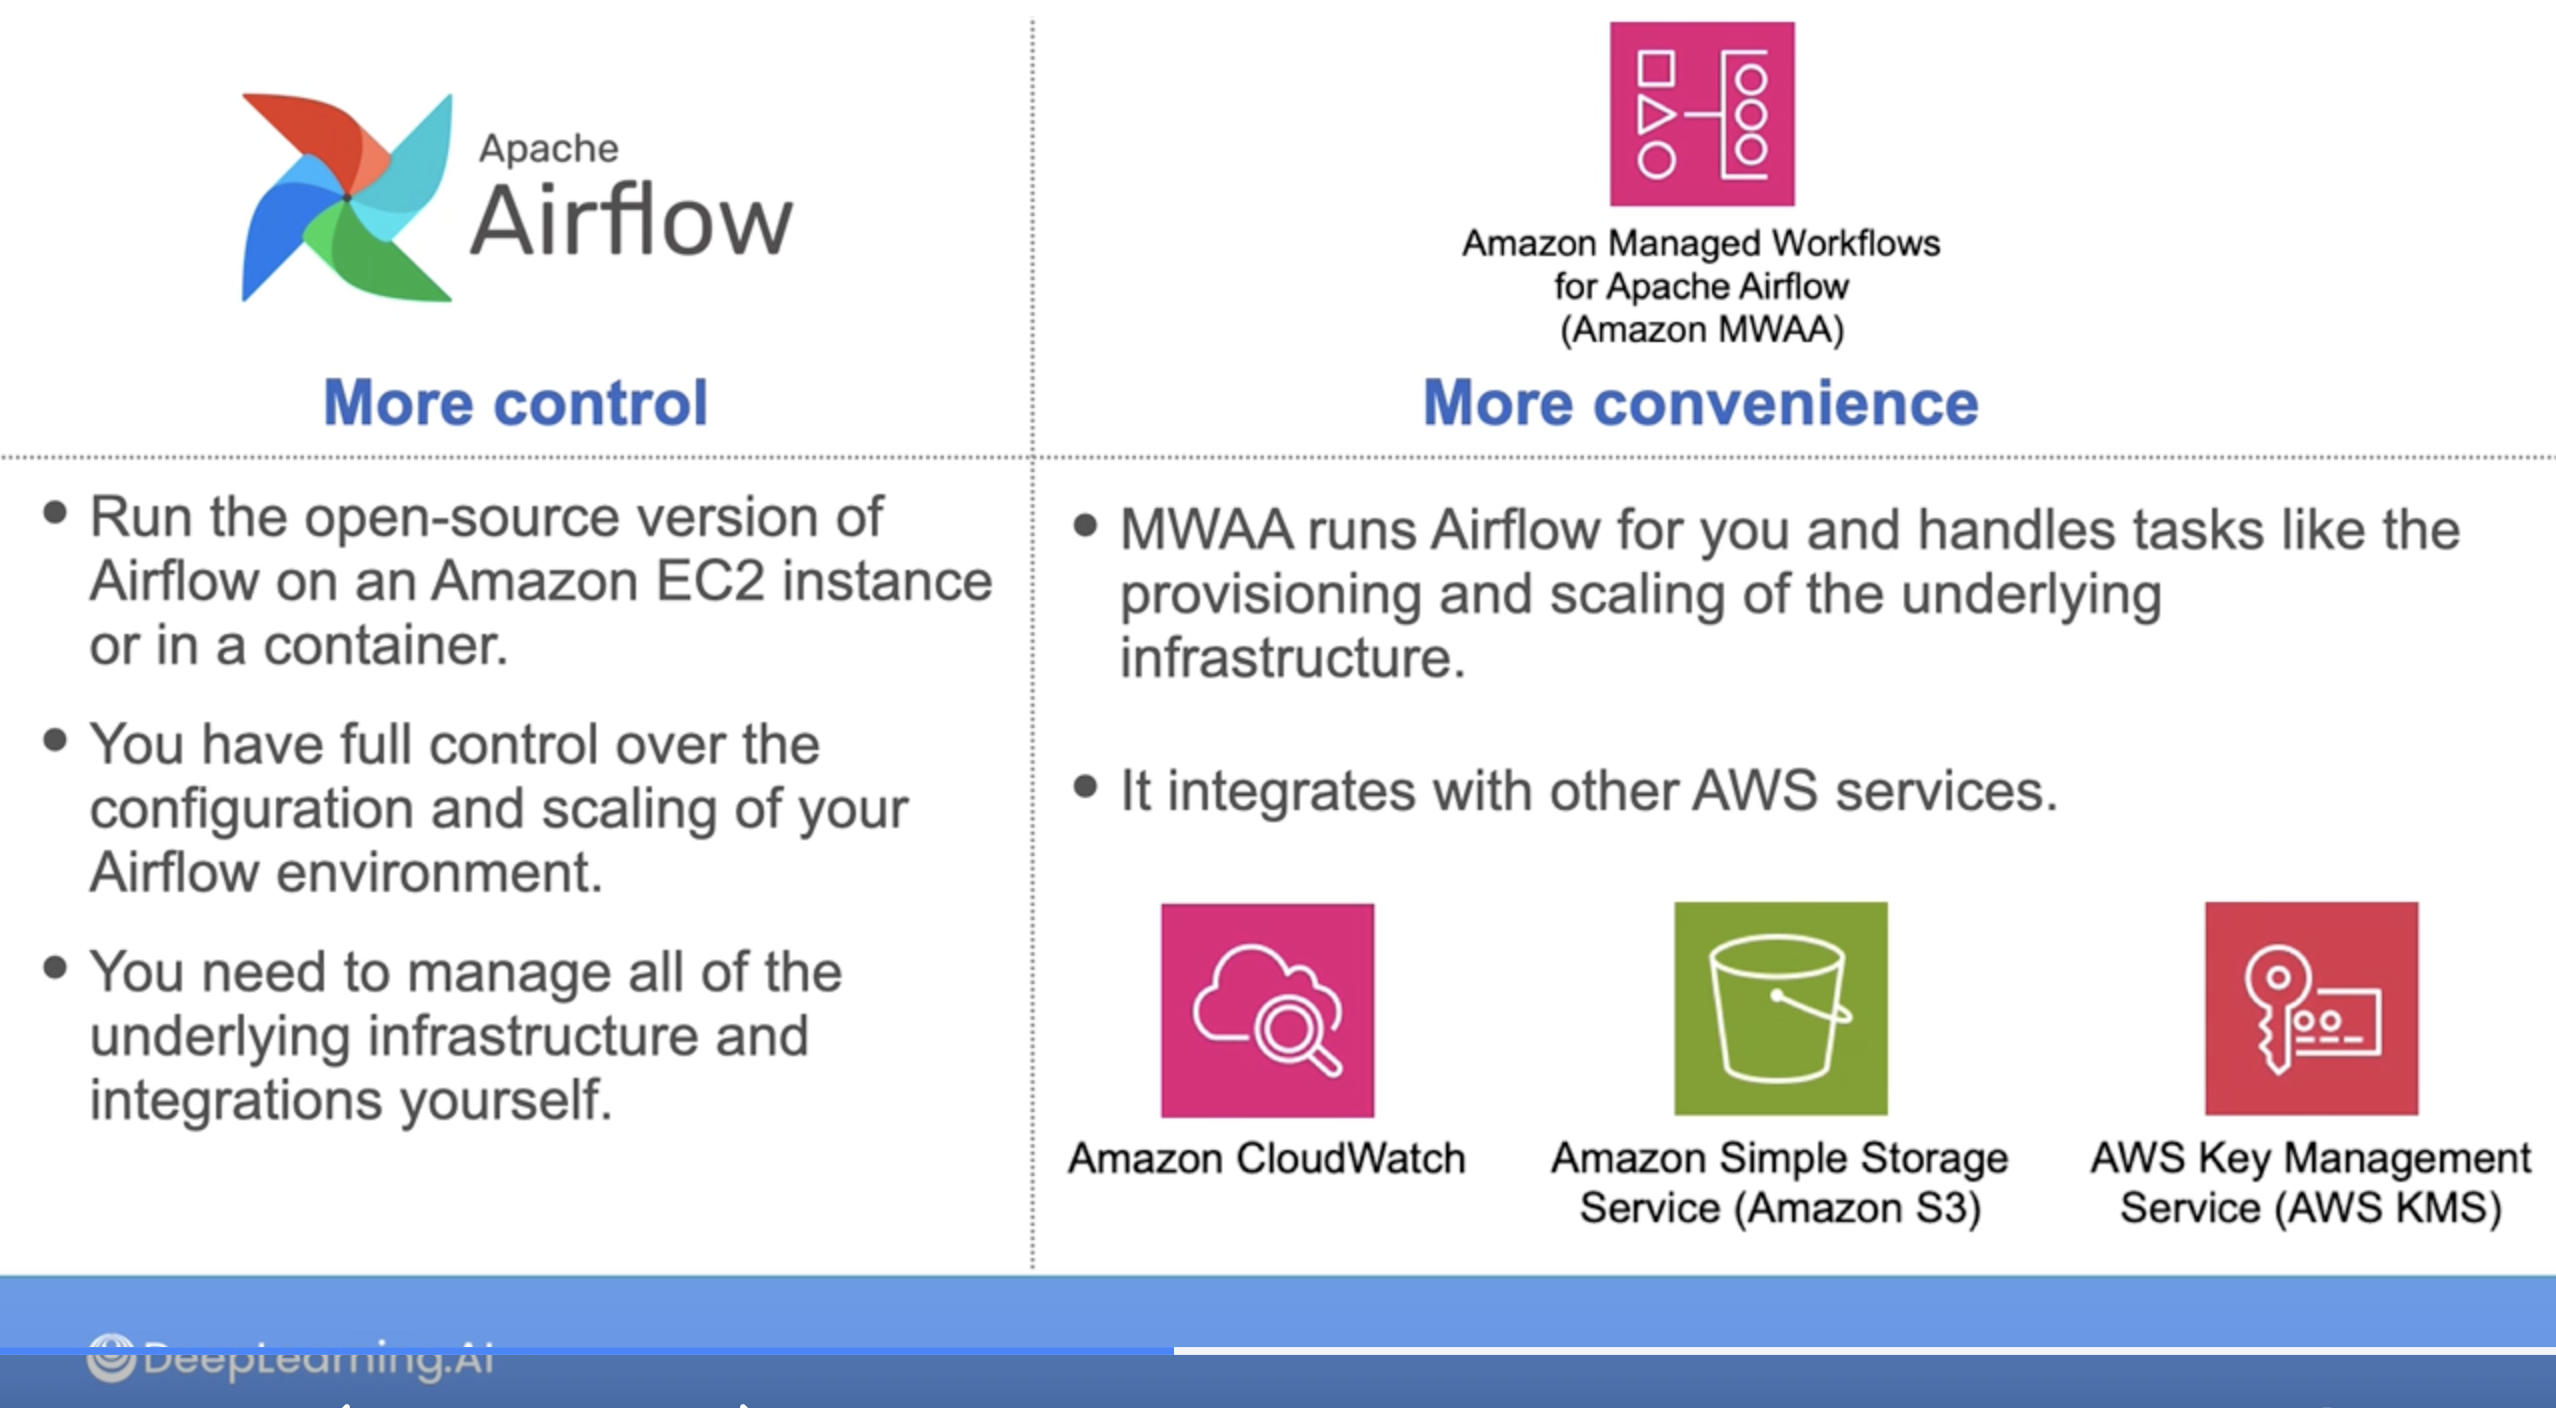 Apache
Airflow
More control
Run the open-source version of
Airflow on an Amazon EC2 instance
or in a container.
You have full control over the
configuration and scaling of your
Airflow environment.
You need to manage all of the
underlying infrastructure and
integrations yourself.
Amazon Managed Workflows
for Apache Airflow
(Amazon MWAA)
More convenience
MWAA runs Airflow for you and handles tasks like the
provisioning and scaling of the underlying
infrastructure.
It integrates with other AWS services.
Amazon CloudWatch
Amazon Simple Storage
Service (Amazon S3)
AWS Key Management
Service (AWS KMS)
DeepLearning.AI